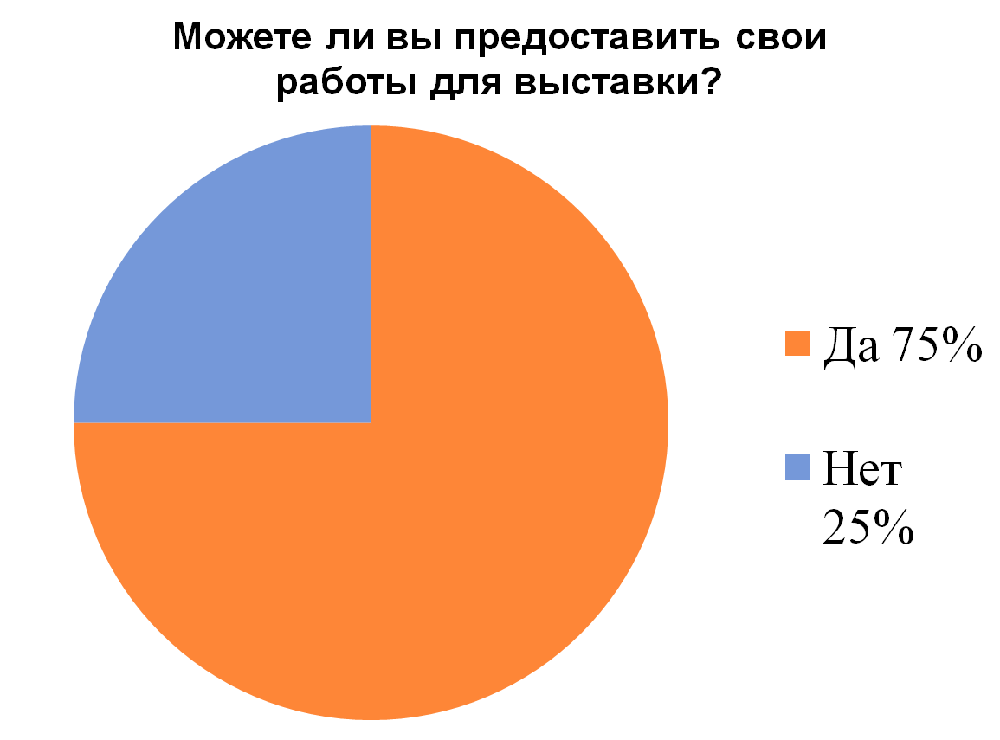 Можете ли вы предоставить свои
работы для выставки?
Да 75%
Нет
25%